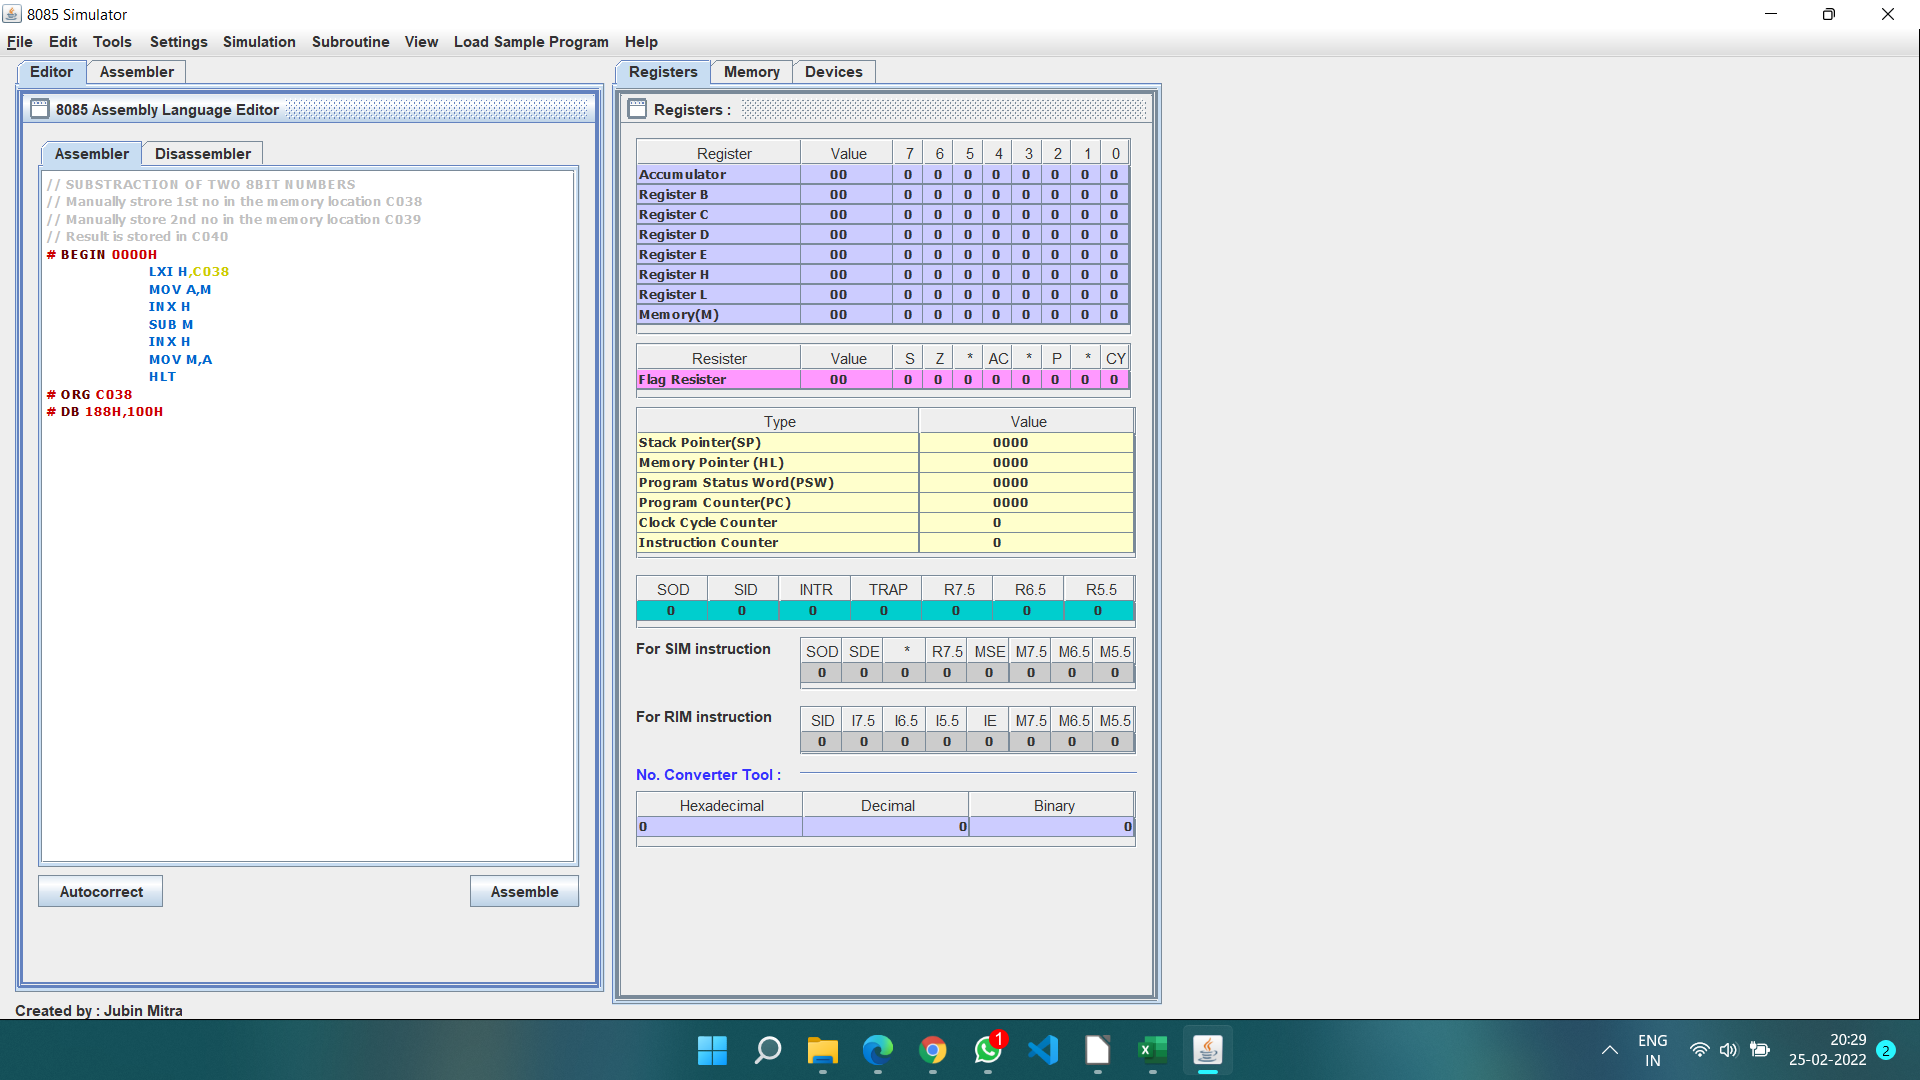 8085 Simulator
File Edit Tools Settings Simulation Subroutine View Load Sample Program Help
Editor Assembler
8085 Assembly Language Editor
Assembler Disassembler
// SUBSTRACTION OF TWO 8BIT NUMBERS
// Manually strore 1st no in the memory location C038
// Manually store 2nd no in the memory location C039
// Result is stored in C040
# BEGIN 0000H
LXI H,C038
MOV A,M
INX H
SUB M
INX H
MOV M,A
HLT
# ORG C038
# DB 188H,100H
Autocorrect Assemble
Created by : Jubin Mitra
Registers Memory Devices
Registers :
Register Value 7 6 5 4 3 2 1 0
Accumulator 00 0 0 0 0 0 0 0 0
Register B 00 0 0 0 0 0 0 0 0
Register C 00 0 0 0 0 0 0 0 0
Register D 00 0 0 0 0 0 0 0 0
Register E 00 0 0 0 0 0 0 0 0
Register H 00 0 0 0 0 0 0 0 0
Register L 00 0 0 0 0 0 0 0 0
Memory(M) 00 0 0 0 0 0 0 0 0
Resister Value S Z * AC * P * CY
Flag Resister 00 0 0 0 0 0 0 0 0
Type Value
Stack Pointer(SP) 0000
Memory Pointer (HL) 0000
Program Status Word(PSW) 0000
Program Counter(PC) 0000
Clock Cycle Counter 0
Instruction Counter 0
SOD SID INTR TRAP R7.5 R6.5 R5.5
0 0 0 0 0 0 0
For SIM instruction
SOD SDE * R7.5 MSE M7.5 M6.5 M5.5
0 0 0 0 0 0 0 0
For RIM instruction
SID I7.5 I6.5 I5.5 IE M7.5 M6.5 M5.5
0 0 0 0 0 0 0 0
No. Converter Tool :
Hexadecimal Decimal Binary
0 0 0
1
ENG
IN
20:29
25-02-2022
2